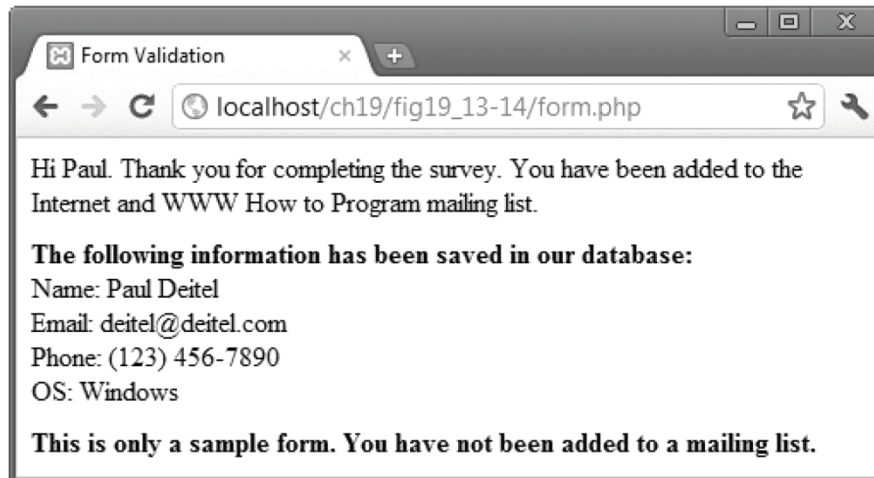 Form Validation
localhost/ch19/fig19_13-14/form.php
Hi Paul. Thank you for completing the survey. You have been added to the
Internet and WWW How to Program mailing list.
The following information has been saved in our database:
Name: Paul Deitel
Email: deitel@deitel.com
Phone: (123) 456-7890
OS: Windows
This is only a sample form. You have not been added to a mailing list.